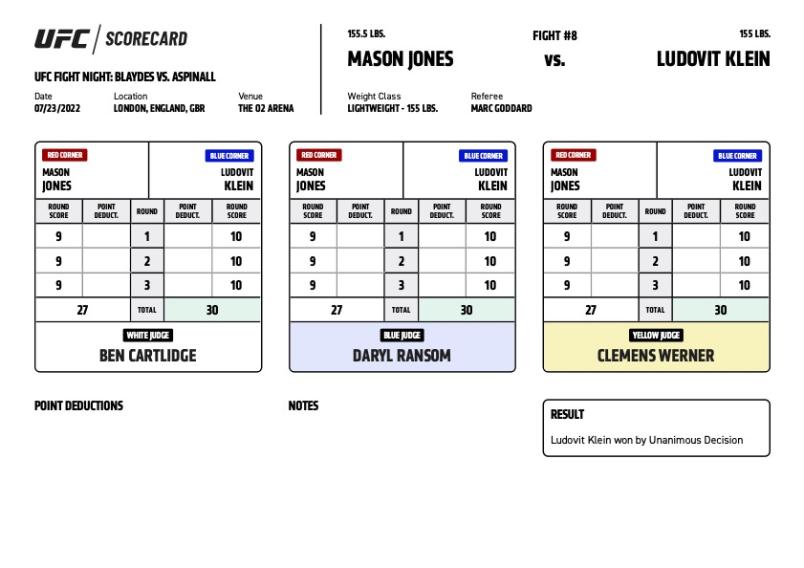 UFC / SCORECARD
UFC FIGHT NIGHT: BLAYDES VS. ASPINALL
Date Location Venue
07/23/2022 LONDON, ENGLAND, GBR THE O2 ARENA
155.5 LBS. FIGHT #8 155 LBS.
MASON JONES VS. LUDOVIT KLEIN
Weight Class Referee
LIGHTWEIGHT - 155 LBS. MARC GODDARD
RED CORNER BLUE CORNER
MASON JONES LUDOVIT KLEIN
ROUND SCORE POINT DEDUCT. ROUND POINT DEDUCT. ROUND SCORE
9 1 10
9 2 10
9 3 10
27 TOTAL 30
WHITE JUDGE
BEN CARTLIDGE
RED CORNER BLUE CORNER
MASON JONES LUDOVIT KLEIN
ROUND SCORE POINT DEDUCT. ROUND POINT DEDUCT. ROUND SCORE
9 1 10
9 2 10
9 3 10
27 TOTAL 30
BLUE JUDGE
DARYL RANSOM
RED CORNER BLUE CORNER
MASON JONES LUDOVIT KLEIN
ROUND SCORE POINT DEDUCT. ROUND POINT DEDUCT. ROUND SCORE
9 1 10
9 2 10
9 3 10
27 TOTAL 30
YELLOW JUDGE
CLEMENS WERNER
POINT DEDUCTIONS
NOTES
RESULT
Ludovit Klein won by Unanimous Decision